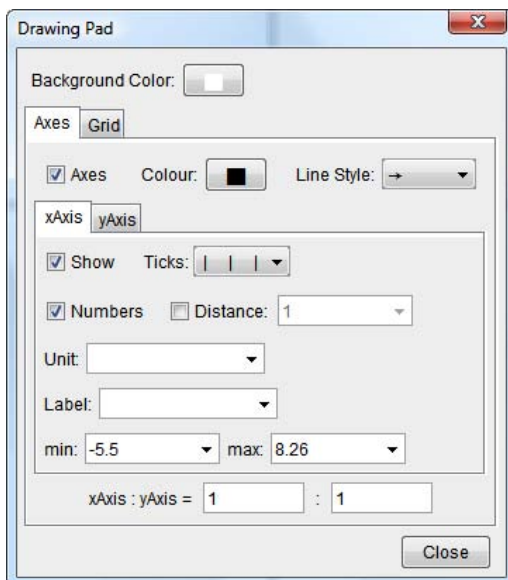 Drawing Pad
Background Color:
Axes Grid
Axes Colour: Line Style: →
xAxis yAxis
Show Ticks: | | |
Numbers Distance: 1
Unit:
Label:
min: -5.5 max: 8.26
xAxis : yAxis = 1 : 1
Close